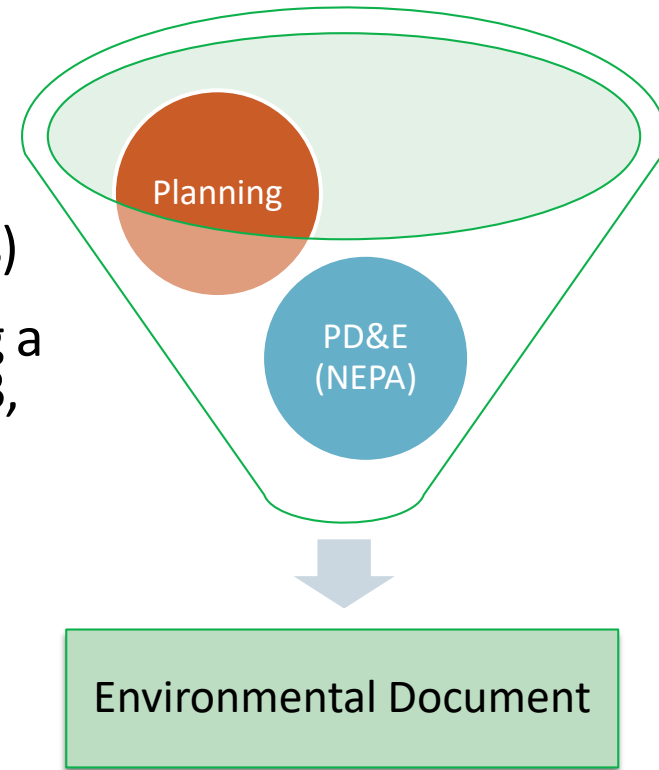 Planning
)
g a
,
PD&E
(NEPA)
Environmental Document